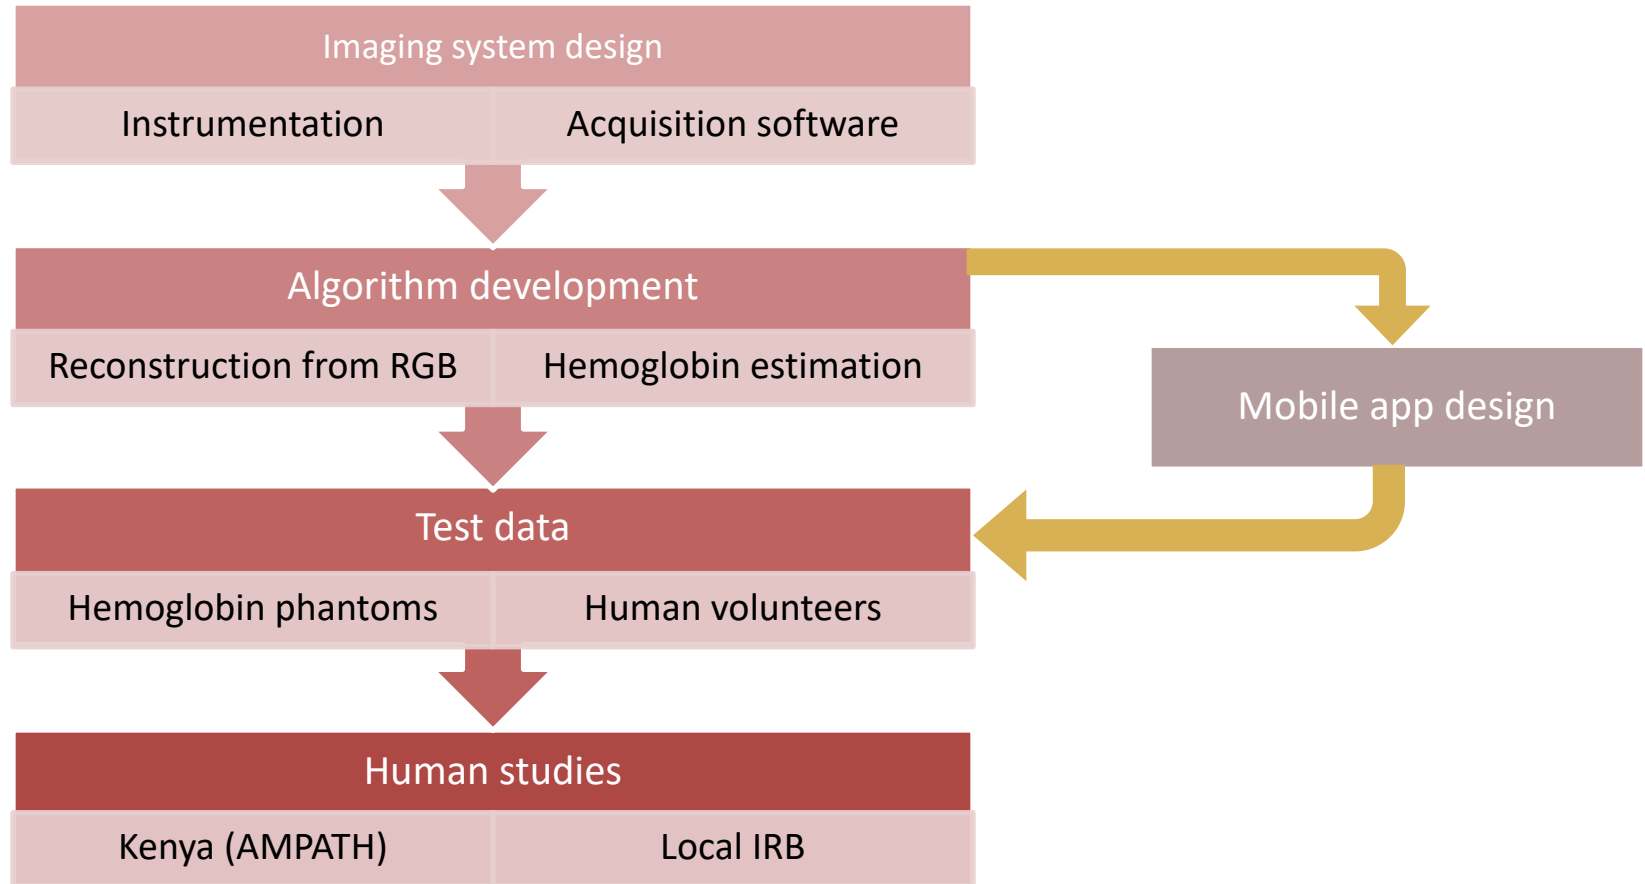 Imaging system design
Instrumentation
Acquisition software
Algorithm development
Reconstruction from RGB
Hemoglobin estimation
Mobile app design
Test data
Hemoglobin phantoms
Human volunteers
Human studies
Kenya (AMPATH)
Local IRB